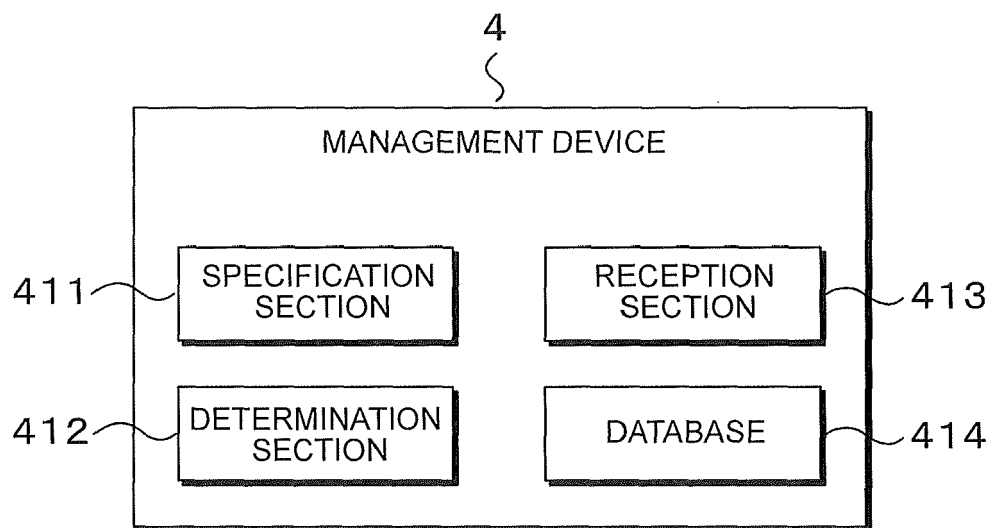 4
MANAGEMENT DEVICE
411
SPECIFICATION
SECTION
RECEPTION
SECTION
413
412
DETERMINATION
SECTION
DATABASE
414